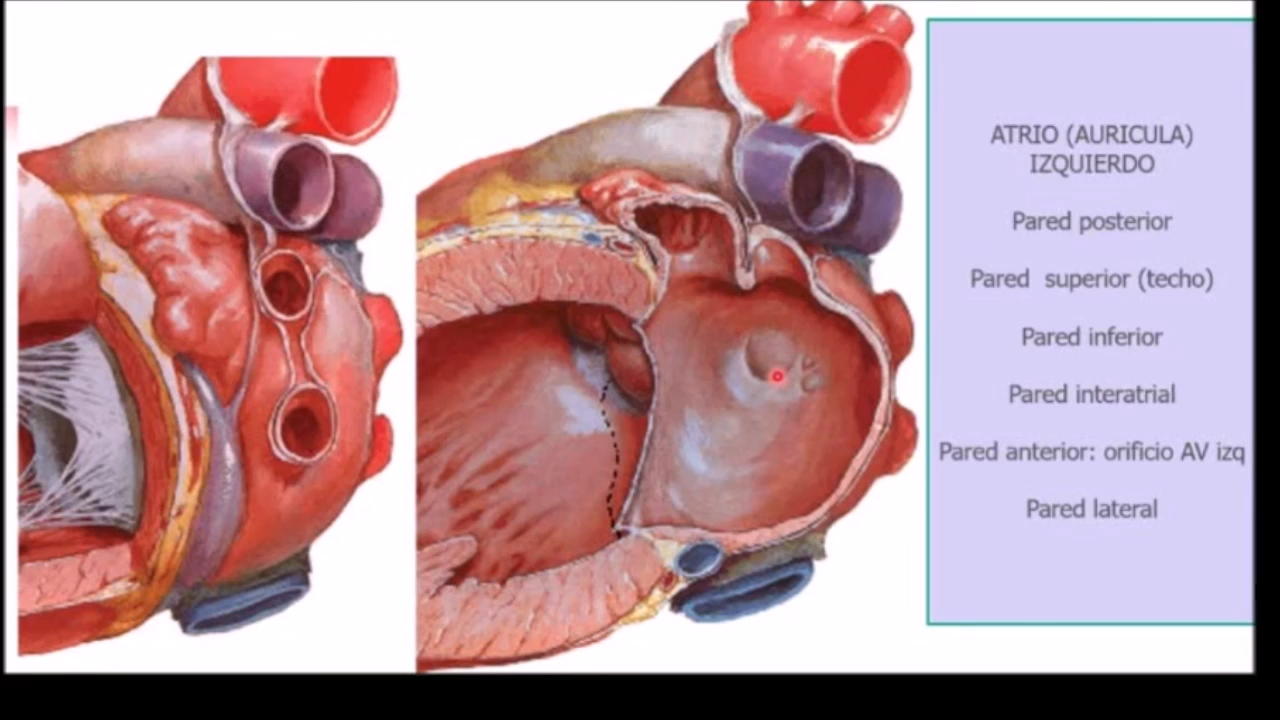 ATRIO (AURICULA)
IZQUIERDO
Pared posterior
Pared superior (techo)
Pared inferior
Pared interatrial
Pared anterior: orificio AV izq
Pared lateral